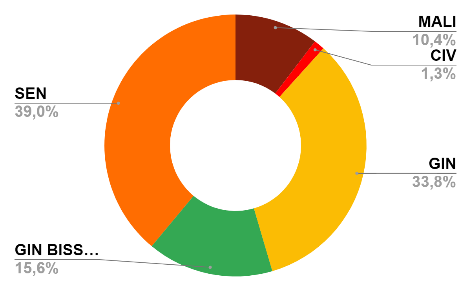 MALI
10,4%
CIV
1,3%
SEN
39,0%
GIN
33,8%
GIN BISS…
15,6%